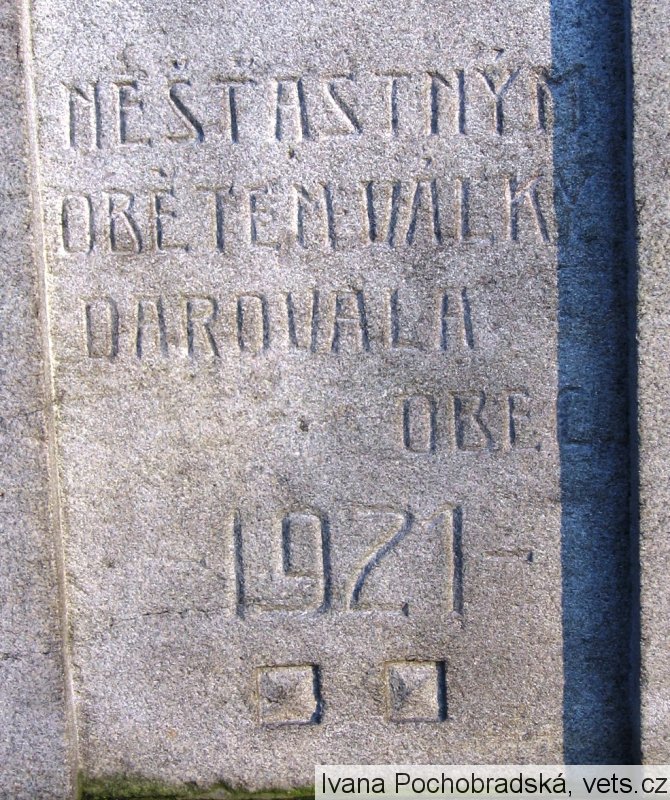 NEŠŤASTNÝM
OBĚTEM VÁLKY
DAROVALA
OBEC
- 1921 -
Ivana Pochobradská, vets.cz